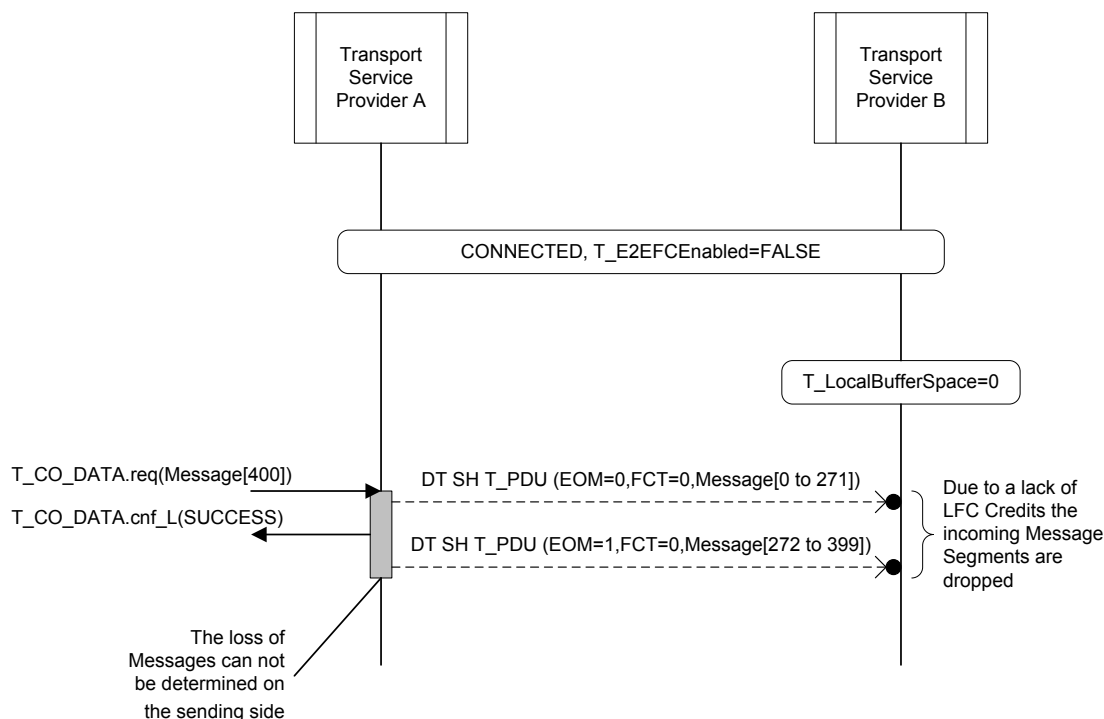 Transport
Service
Provider A
Transport
Service
Provider B
CONNECTED, T_E2EFCEnabled=FALSE
T_LocalBufferSpace=0
T_CO_DATA.req(Message[400])
DT SH T_PDU (EOM=0,FCT=0,Message[0 to 271])
T_CO_DATA.cnf_L(SUCCESS)
DT SH T_PDU (EOM=1,FCT=0,Message[272 to 399])
Due to a lack of
LFC Credits the
incoming Message
Segments are
dropped
The loss of
Messages can not
be determined on
the sending side